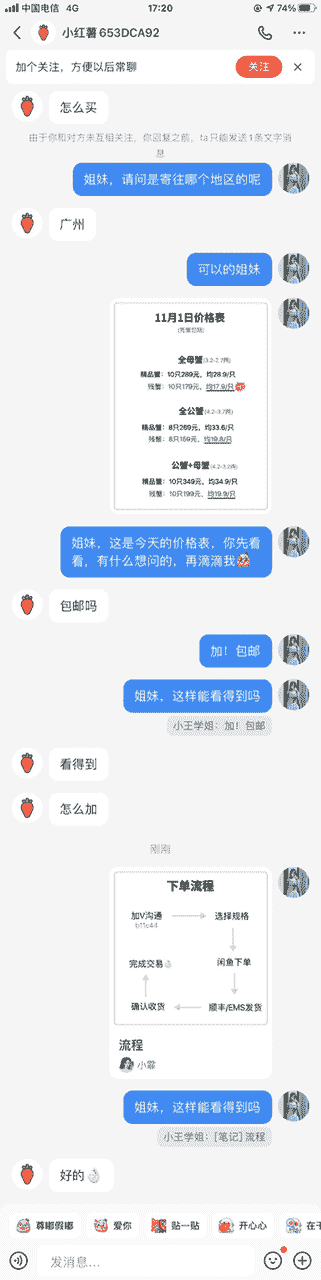 中国电信 4G
17:20
74%
小红薯653DCA92
加个关注，方便以后常聊
关注
怎么买
由于你和对方未互相关注，你回复之前，ta只能发送1条文字消
息
姐妹，请问是寄往哪个地区的呢
广州
可以的姐妹
11月1日价格表
全母蟹
精品蟹：10只289元，均28.9/只
残蟹：10只179元，均17.9/只
全公蟹
精品蟹：8只269元，均33.6/只
残蟹：8只159元，均19.8/只
公蟹+母蟹
精品蟹：10只349元，均34.9/只
残蟹：10只199元，均19.9/只
姐妹，这是今天的价格表，你先看
看，有什么想问的，再滴滴我
包邮吗
加！包邮
姐妹，这样能看得到吗
小王学姐：加！包邮
看得到
怎么加
刚刚
下单流程
加V沟通
选择规格
b11c44
完成交易
闲鱼下单
确认收货
顺丰/EMS发货
流程
小霖
姐妹，这样能看得到吗
小王学姐：[笔记] 流程
好的
尊嘟假嘟
爱你
贴一贴
开心心
在干
发消息...